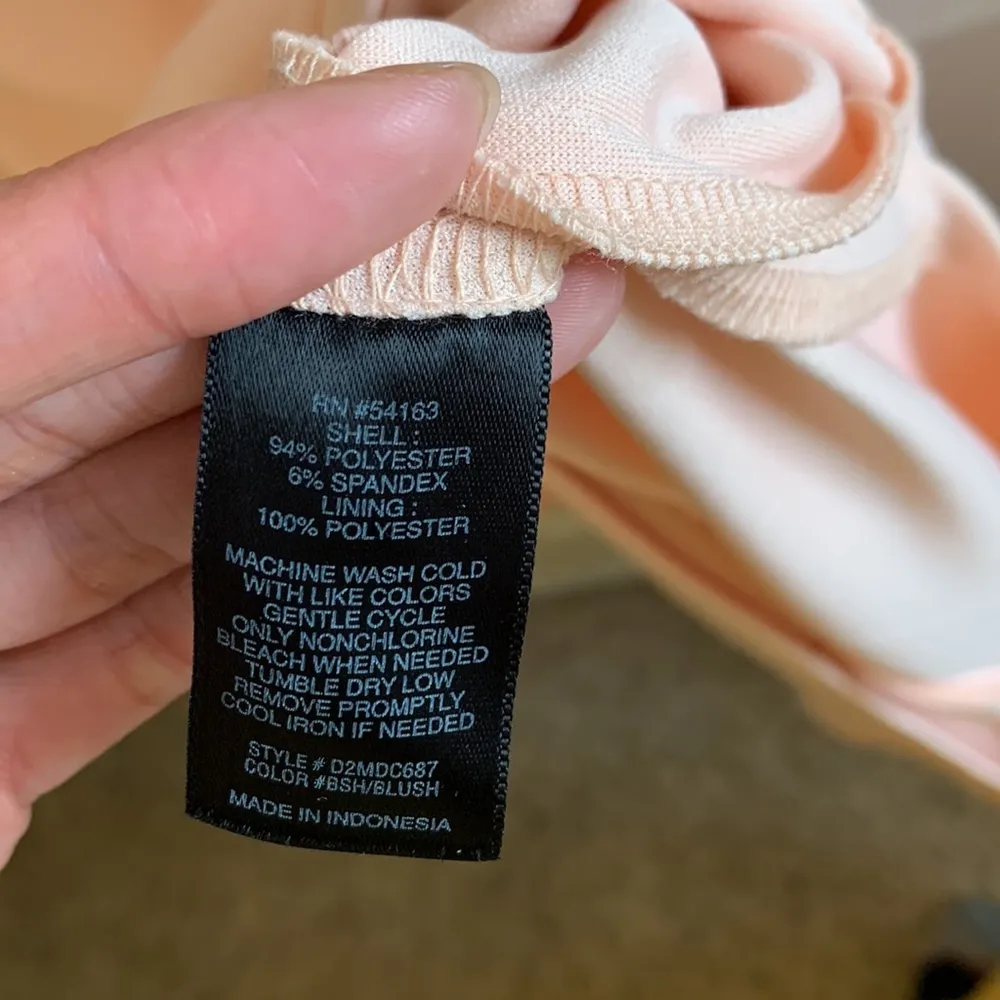 RN #54163
SHELL :
94% POLYESTER
6% SPANDEX
LINING :
100% POLYESTER
MACHINE WASH COLD
WITH LIKE COLORS
GENTLE CYCLE
ONLY NONCHLORINE
BLEACH WHEN NEEDED
TUMBLE DRY LOW
REMOVE PROMPTLY
COOL IRON IF NEEDED
STYLE # D2MDC687
COLOR #BSH/BLUSH
MADE IN INDONESIA